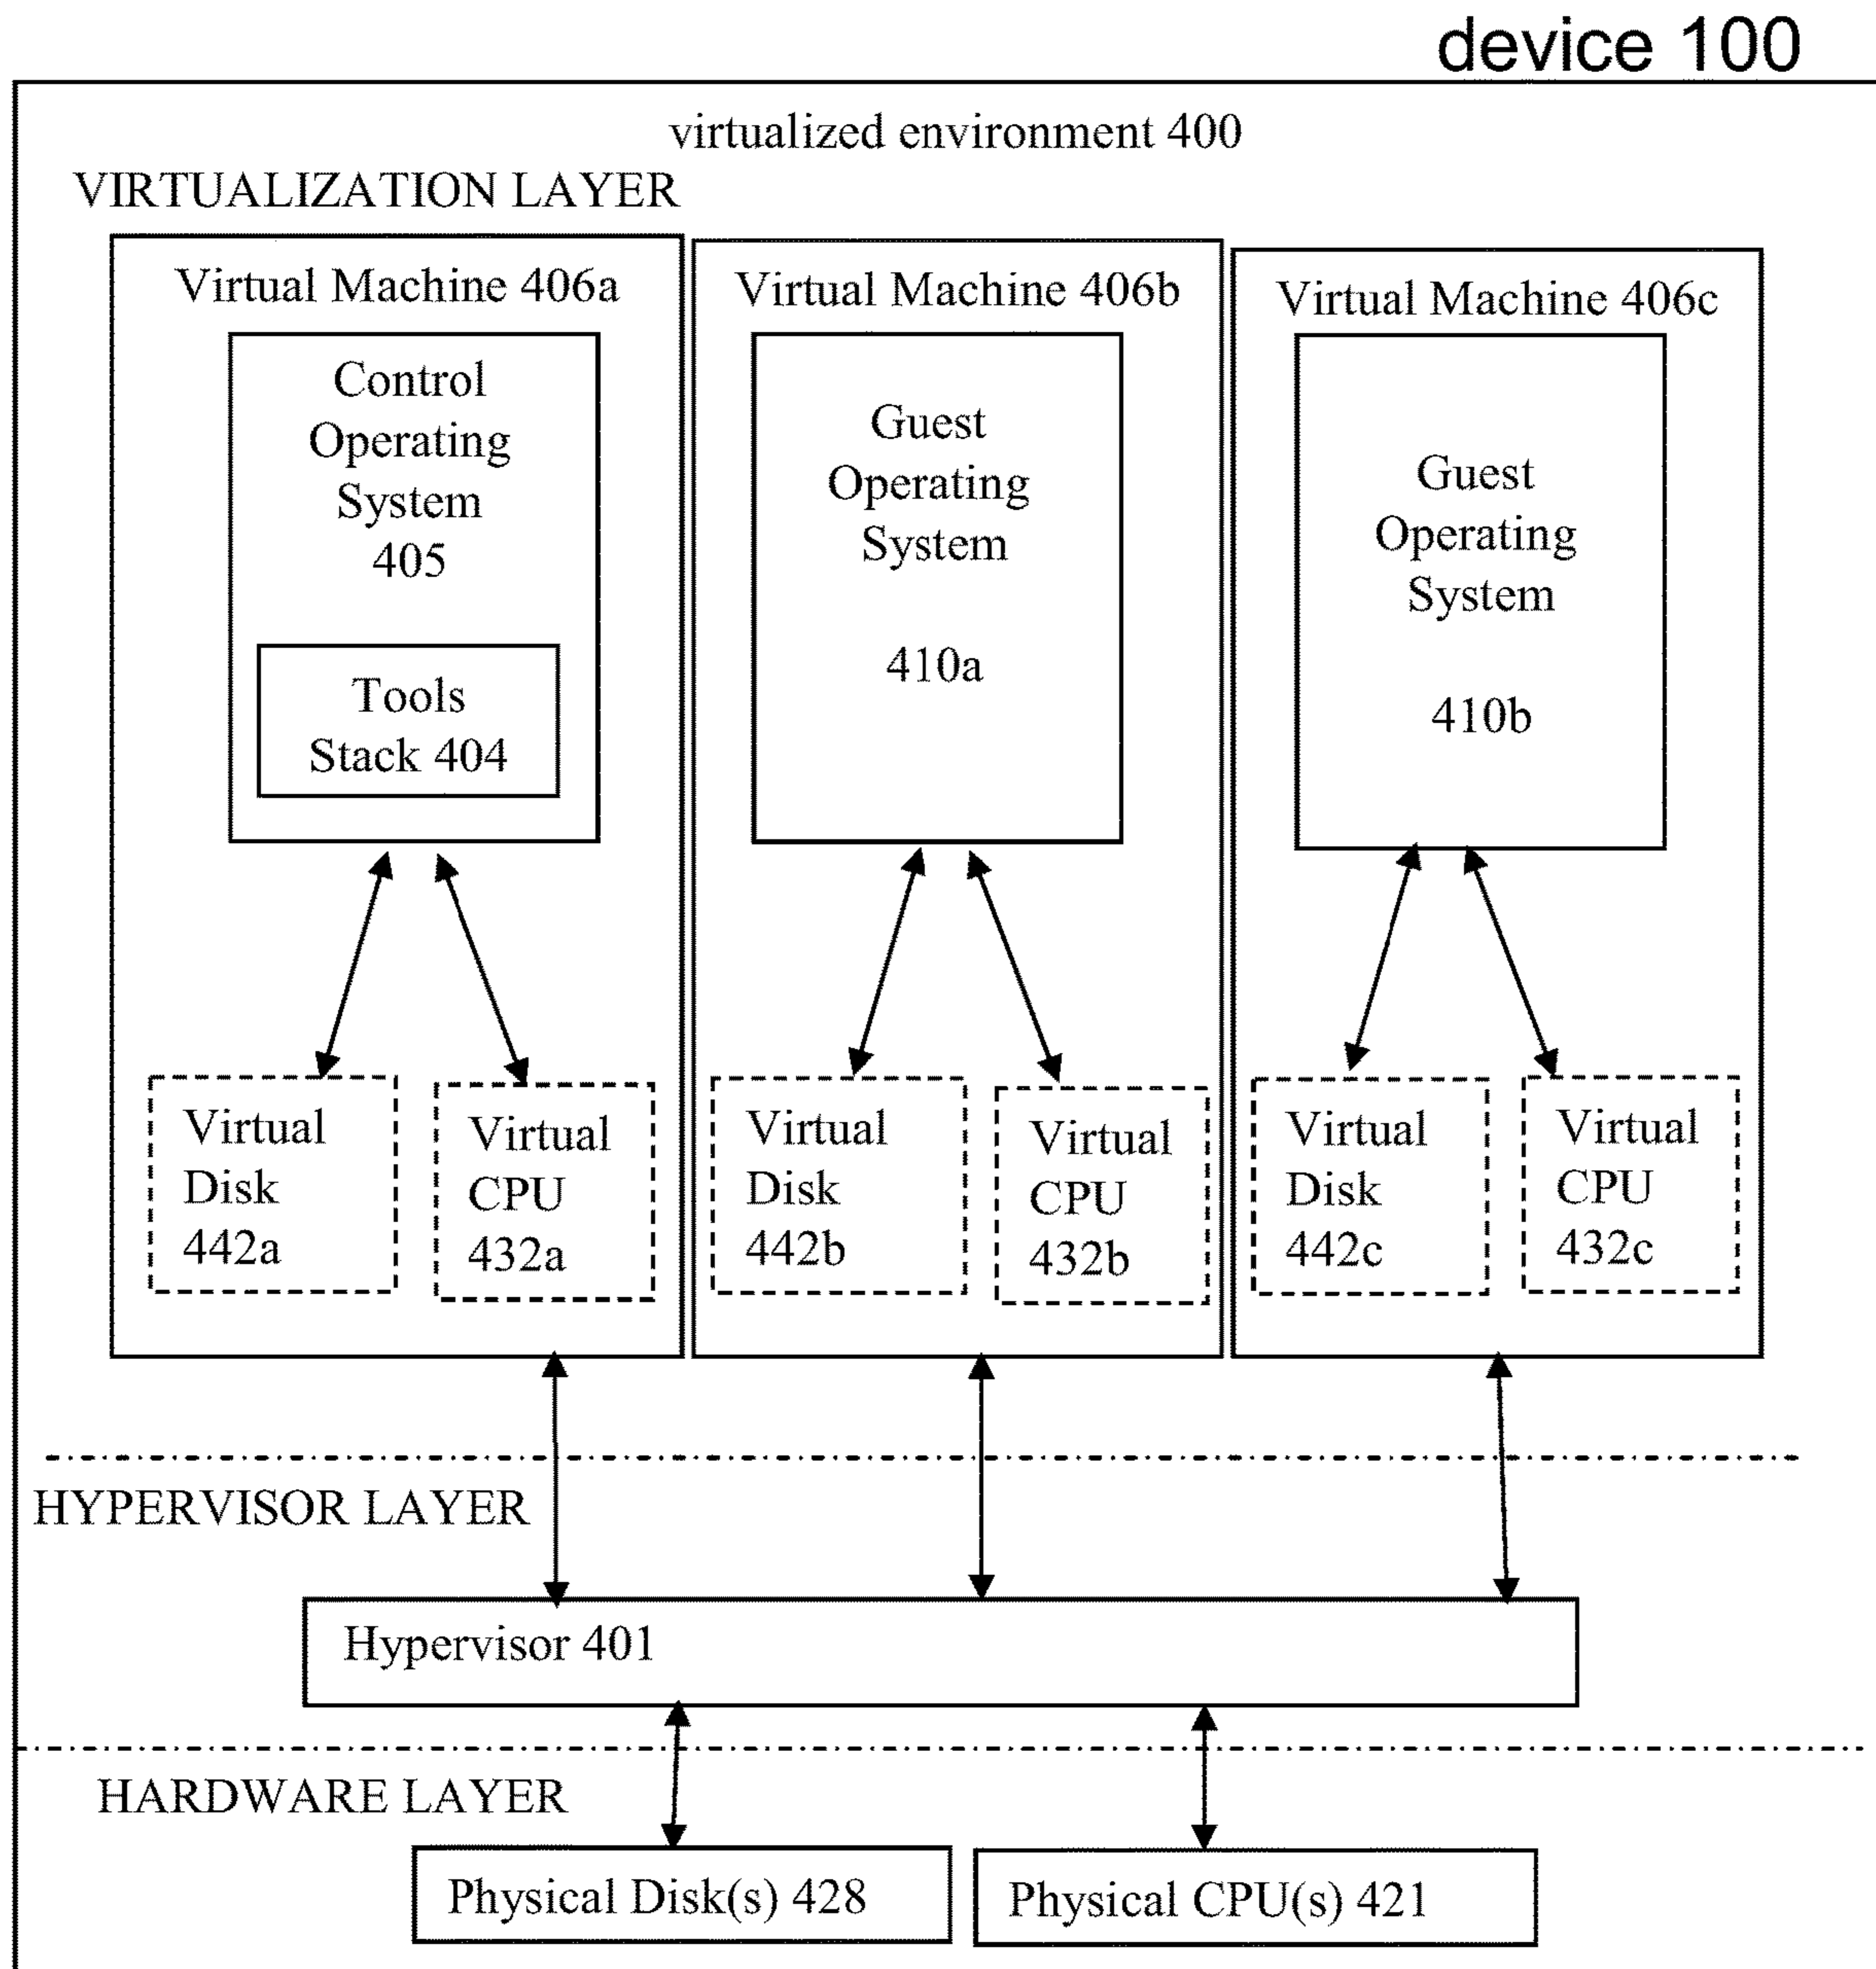 device 100
virtualized environment 400
VIRTUALIZATION LAYER
Virtual Machine 406a
Control
Operating
System
405
Tools
Stack 404
Virtual
Disk
442a
Virtual
CPU
432a
Virtual Machine 406b
Guest
Operating
System
410a
Virtual
Disk
442b
Virtual
CPU
432b
Virtual Machine 406c
Guest
Operating
System
410b
Virtual
Disk
442c
Virtual
CPU
432c
HYPERVISOR LAYER
Hypervisor 401
HARDWARE LAYER
Physical Disk(s) 428
Physical CPU(s) 421